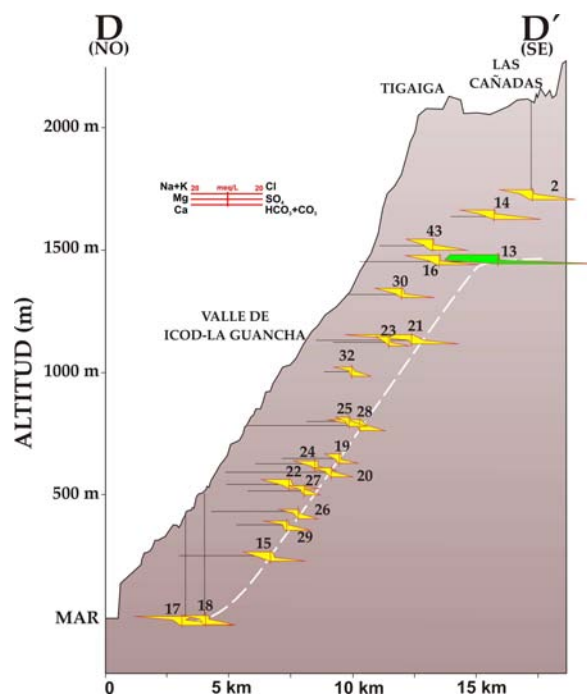 D
(NO)
D´
(SE)
LAS
CAÑADAS
TIGAIGA
2000 m
Na+K 20 meq/L 20 Cl
Mg SO₄
Ca HCO₃+CO₃
2
14
43
1500 m
13
16
30
VALLE DE
ICOD-LA GUANCHA
23
21
1000 m
32
ALTITUD (m)
25
28
19
24
20
22
27
500 m
26
29
15
MAR
17
18
0
5 km
10 km
15 km